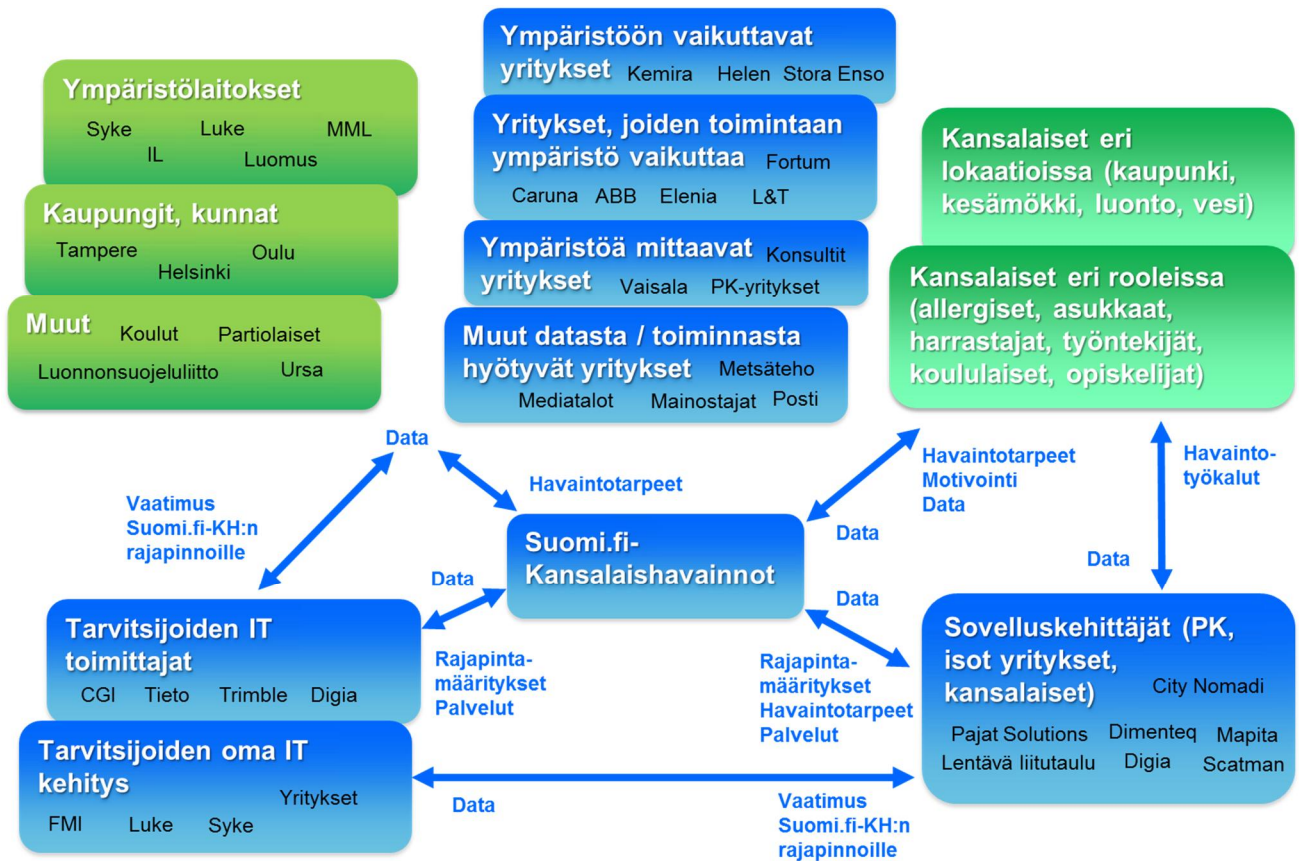 Ympäristölaitokset
Syke Luke MML
IL Luomus
Kaupungit, kunnat
Tampere Oulu
Helsinki
Muut Koulut Partiolaiset
Luonnonsuojeluliitto Ursa
Ympäristöön vaikuttavat
yritykset Kemira Helen Stora Enso
Yritykset, joiden toimintaan
ympäristö vaikuttaa Fortum
Caruna ABB Elenia L&T
Ympäristöä mittaavat
yritykset Konsultit
Vaisala PK-yritykset
Muut datasta / toiminnasta
hyötyvät yritykset Metsäteho
Mediatalot Mainostajat Posti
Kansalaiset eri
lokaatioissa (kaupunki,
kesämökki, luonto, vesi)
Kansalaiset eri rooleissa
(allergiset, asukkaat,
harrastajat, työntekijät,
koululaiset, opiskelijat)
Data
Vaatimus
Suomi.fi-KH:n
rajapinnoille
Havaintotarpeet
Havaintotarpeet
Motivointi
Data
Havainto-
työkalut
Suomi.fi-
Kansalaishavainnot
Data
Data
Data
Data
Tarvitsijoiden IT
toimittajat
CGI Tieto Trimble Digia
Rajapinta-
määritykset
Palvelut
Rajapinta-
määritykset
Havaintotarpeet
Palvelut
Sovelluskehittäjät (PK,
isot yritykset,
kansalaiset)
City Nomadi
Pajat Solutions Dimenteq Mapita
Lentävä liitutaulu Digia Scatman
Tarvitsijoiden oma IT
kehitys
Yritykset
FMI Luke Syke
Data
Vaatimus
Suomi.fi-KH:n
rajapinnoille